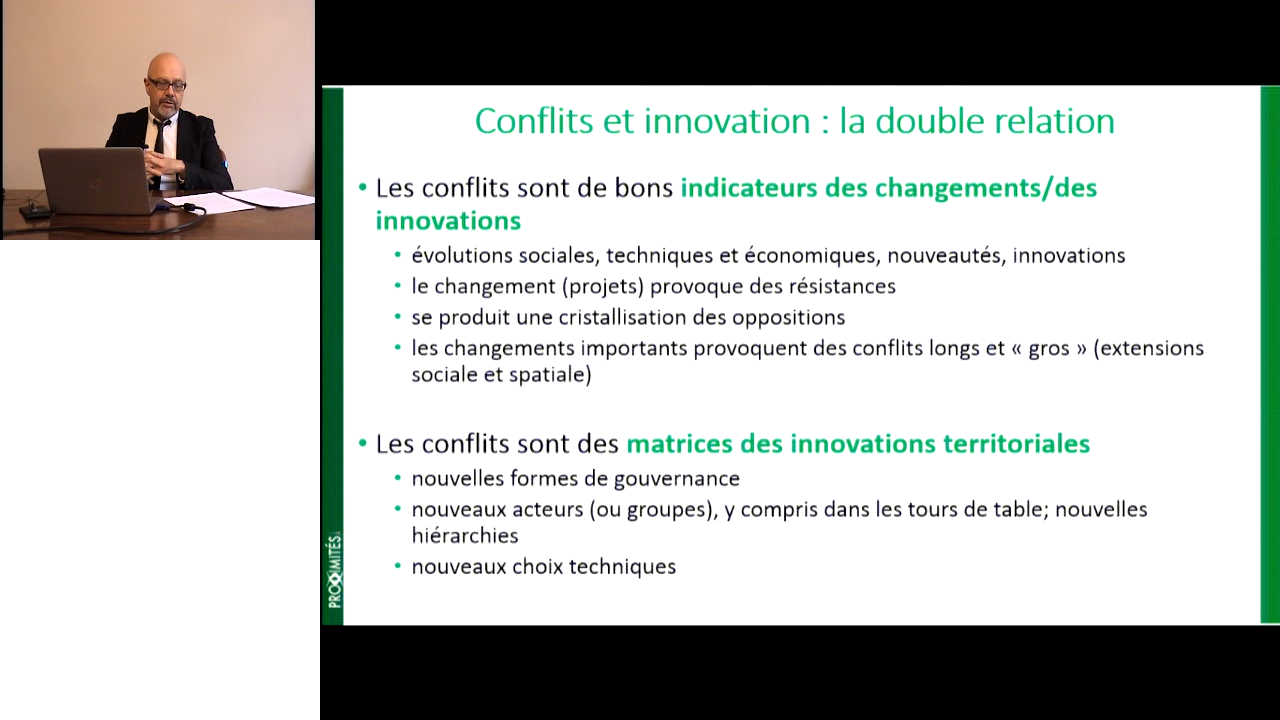 Conflits et innovation : la double relation
• Les conflits sont de bons indicateurs des changements/des
innovations
• évolutions sociales, techniques et économiques, nouveautés, innovations
• le changement (projets) provoque des résistances
• se produit une cristallisation des oppositions
• les changements importants provoquent des conflits longs et « gros » (extensions
sociale et spatiale)
• Les conflits sont des matrices des innovations territoriales
• nouvelles formes de gouvernance
• nouveaux acteurs (ou groupes), y compris dans les tours de table; nouvelles
hiérarchies
• nouveaux choix techniques
PROXIMITÉS